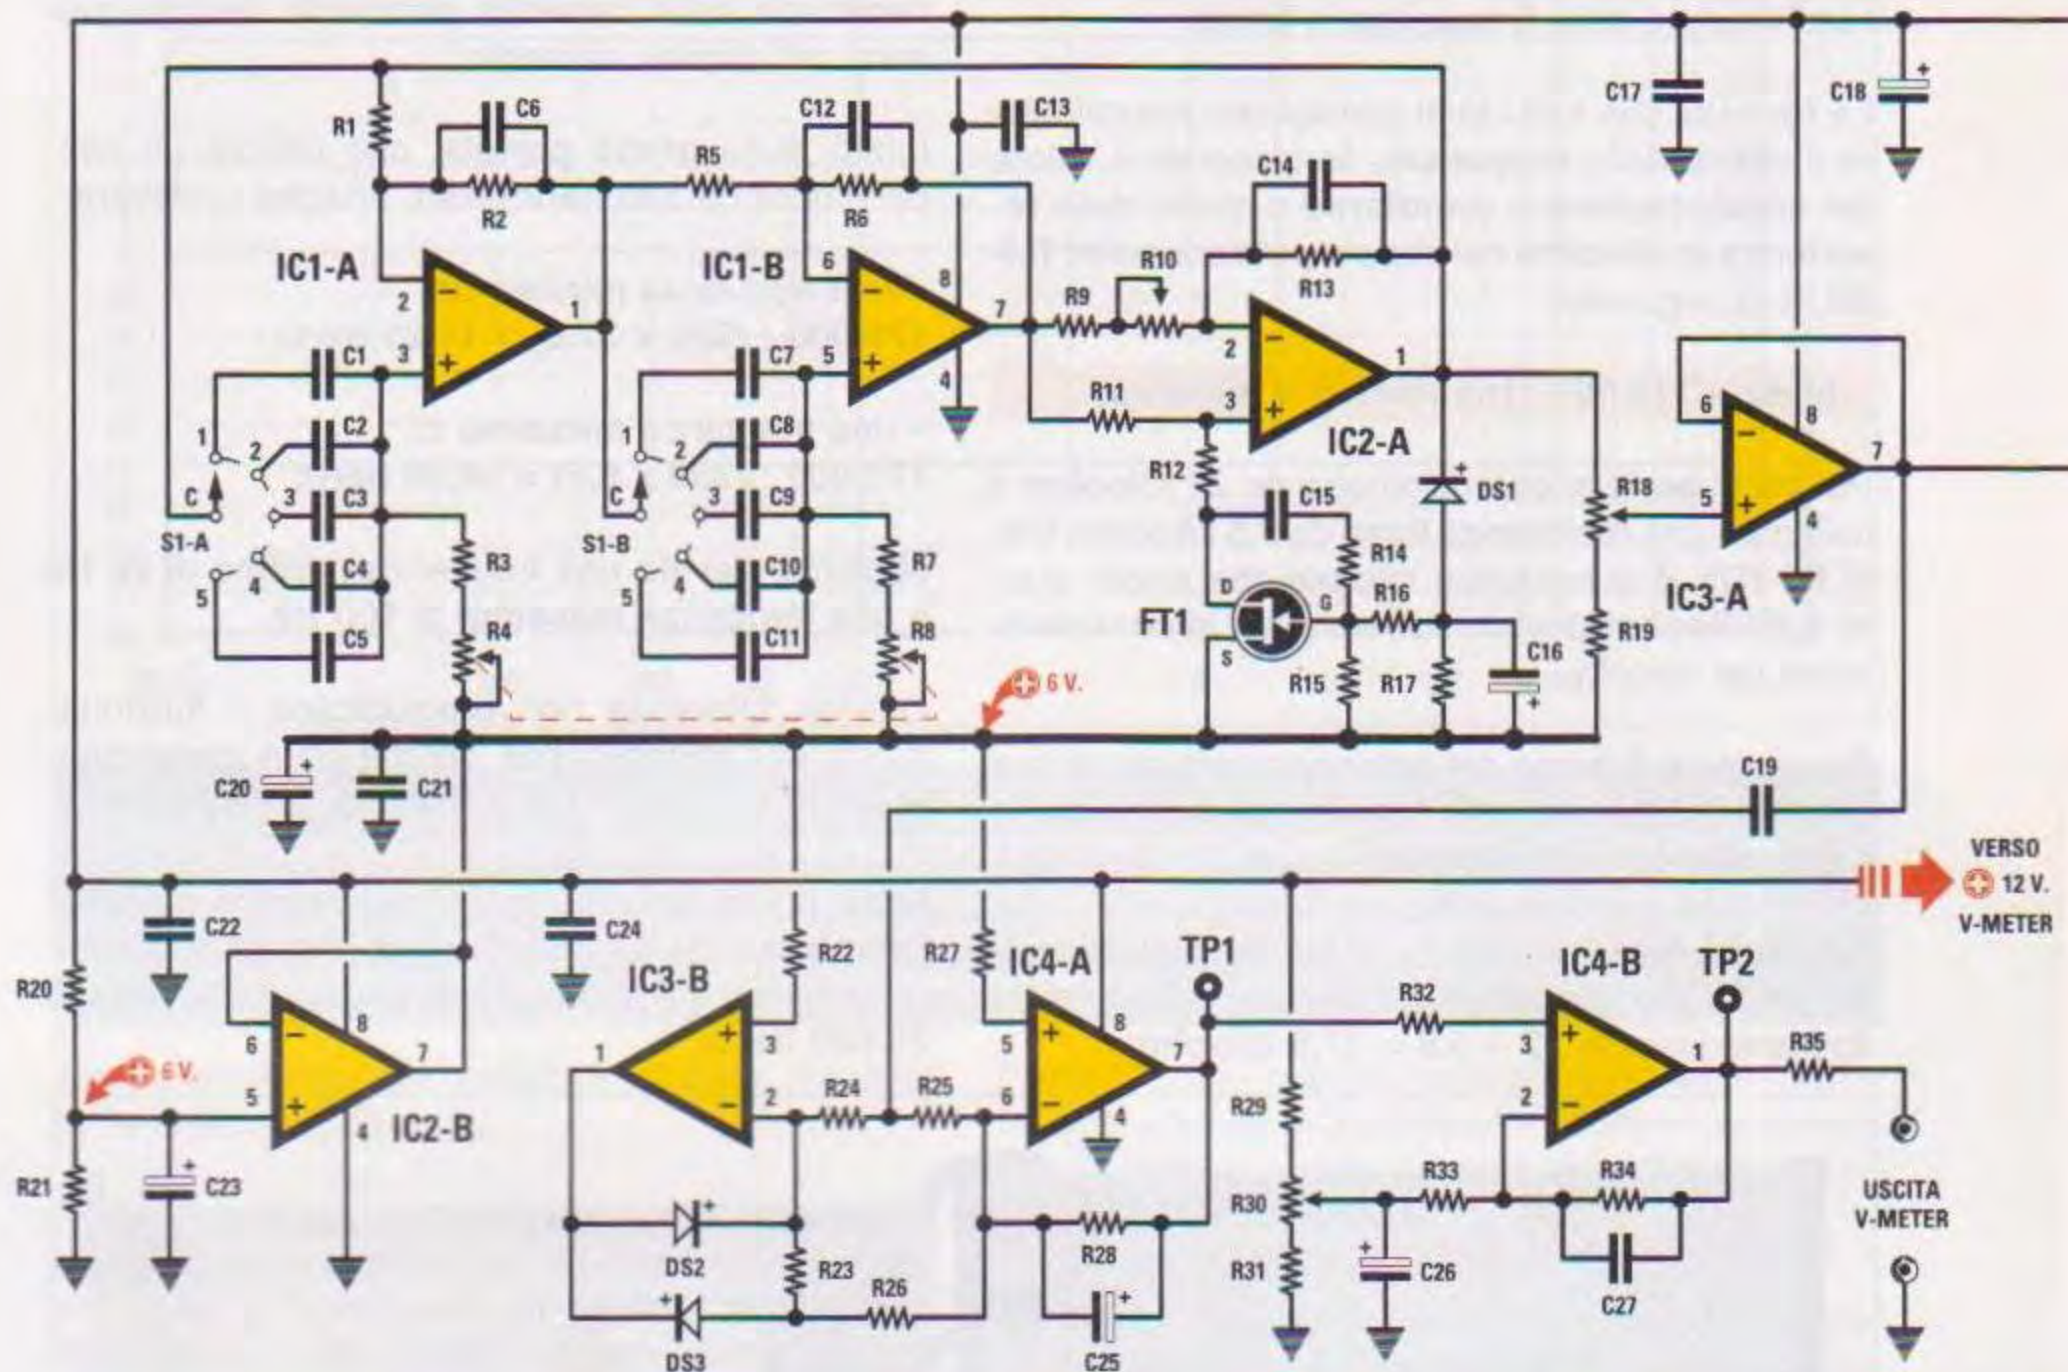 C17
C18
+
R1
C6
C12
C13
R5
R2
R6
C14
IC1-A
IC1-B
R10
R13
R9
6
8
2
−
1
−
7
2
−
1
3
+
5
+
4
R11
3
+
IC2-A
C1
C7
6
−
8
7
C2
C8
R12
1
2
1
2
C15
+
DS1
R18
5
+
4
C
3
C3
C
3
C9
S1-A
S1-B
R3
R7
R14
IC3-A
4
C4
4
C10
D
G
R16
5
5
FT1
R19
C5
R4
C11
R8
S
R15
R17
C16
+
+ 6 V.
C20
+
C21
C19
VERSO
+ 12 V.
V-METER
C22
C24
R22
R27
TP1
IC4-B
TP2
R20
IC3-B
IC4-A
R32
+ 6 V.
6
−
8
7
1
+
3
5
+
8
7
3
+
1
R35
5
+
4
IC2-B
−
2
R24
R25
6
−
4
R29
2
−
R21
+
C23
R33
R34
R30
USCITA
V-METER
DS2
+
R23
R28
R31
+
C26
+
DS3
R26
C25
+
C27